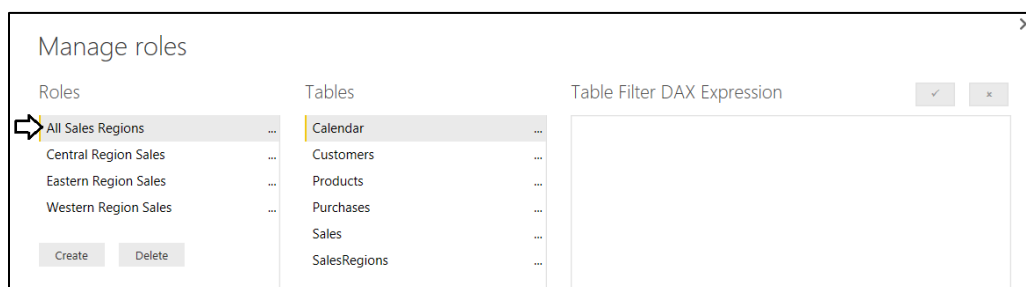 Manage roles
Roles Tables Table Filter DAX Expression
All Sales Regions ... Calendar ...
Central Region Sales ... Customers ...
Eastern Region Sales ... Products ...
Western Region Sales ... Purchases ...
Sales ...
Create Delete SalesRegions ...